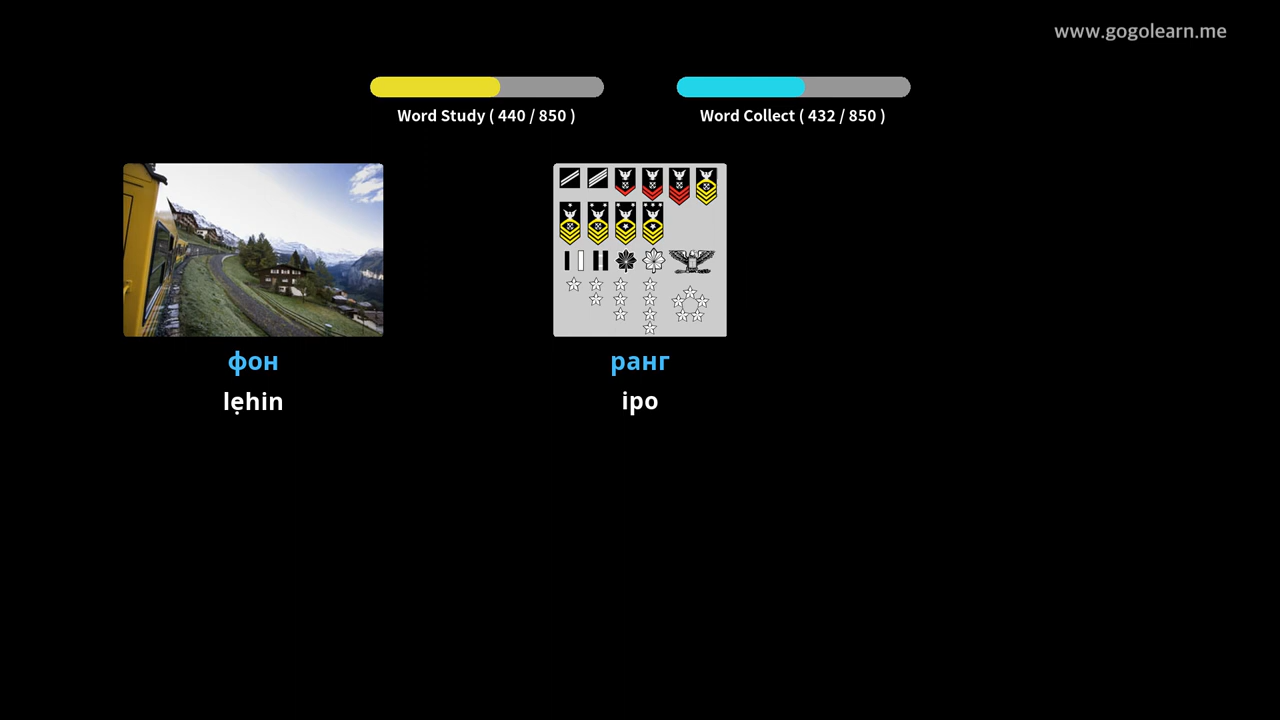 www.gogolearn.me
Word Study ( 440 / 850 )
Word Collect ( 432 / 850 )
фон
lẹhin
ранг
ipo